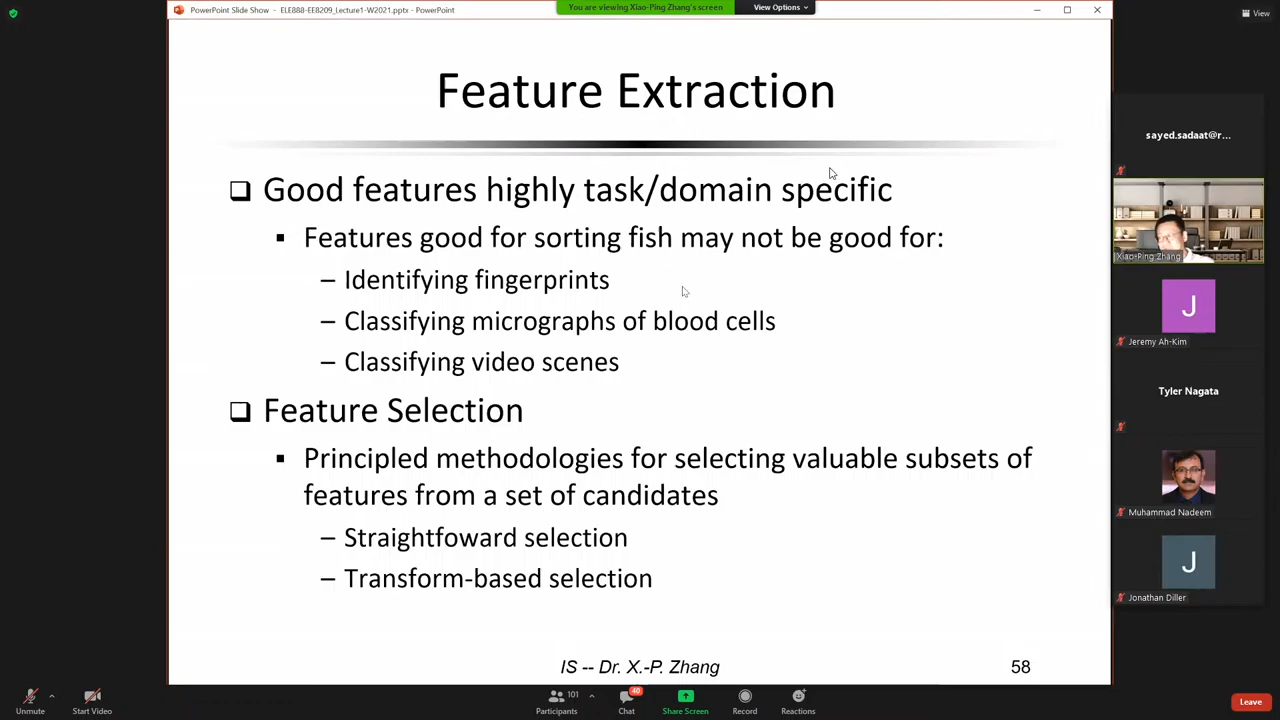 PowerPoint Slide Show - ELE888-EE8209_Lecture1-W2021.pptx - PowerPoint
You are viewing Xiao-Ping Zhang's screen
View Options
View
Feature Extraction
Good features highly task/domain specific
Features good for sorting fish may not be good for:
– Identifying fingerprints
– Classifying micrographs of blood cells
– Classifying video scenes
Feature Selection
Principled methodologies for selecting valuable subsets of
features from a set of candidates
– Straightfoward selection
– Transform-based selection
IS -- Dr. X.-P. Zhang
58
sayed.sadaat@r...
Xiao-Ping Zhang
J
Jeremy Ah-Kim
Tyler Nagata
Muhammad Nadeem
J
Jonathan Diller
Unmute
Start Video
101
Participants
40
Chat
Share Screen
Record
Reactions
Leave